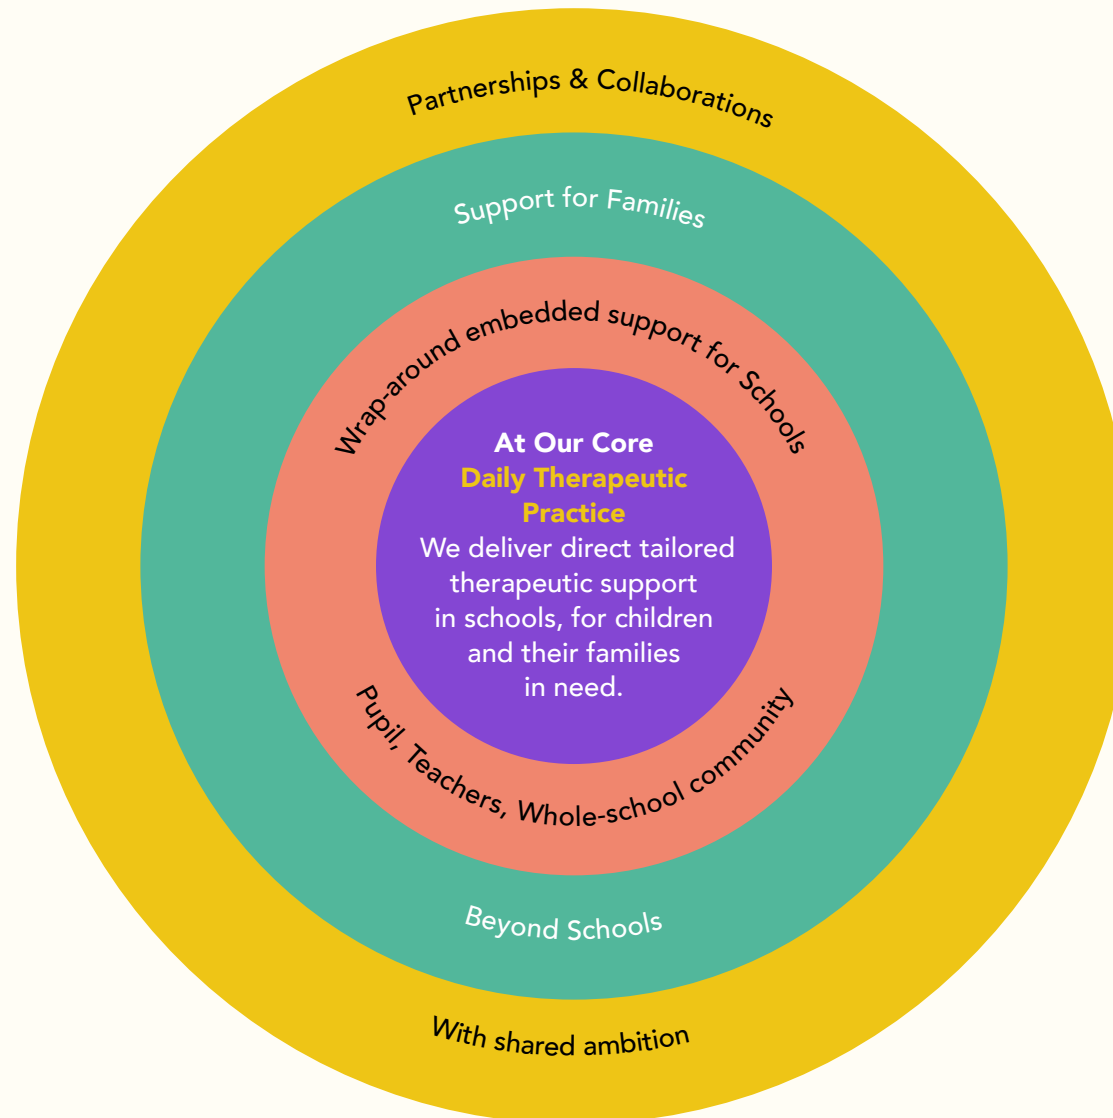 Partnerships & Collaborations
Support for Families
Wrap-around embedded support for Schools
At Our Core
Daily Therapeutic
Practice
We deliver direct tailored
therapeutic support
in schools, for children
and their families
in need.
Pupil, Teachers, Whole-school community
Beyond Schools
With shared ambition